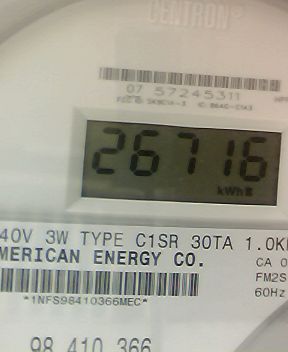 CENTRON®
07 57245311
26716
kWh
40V 3W TYPE C1SR 30TA 1.0K
MERICAN ENERGY CO.
CA 0
FM2S
*1NFS98410366MEC*
60Hz
98 410 366